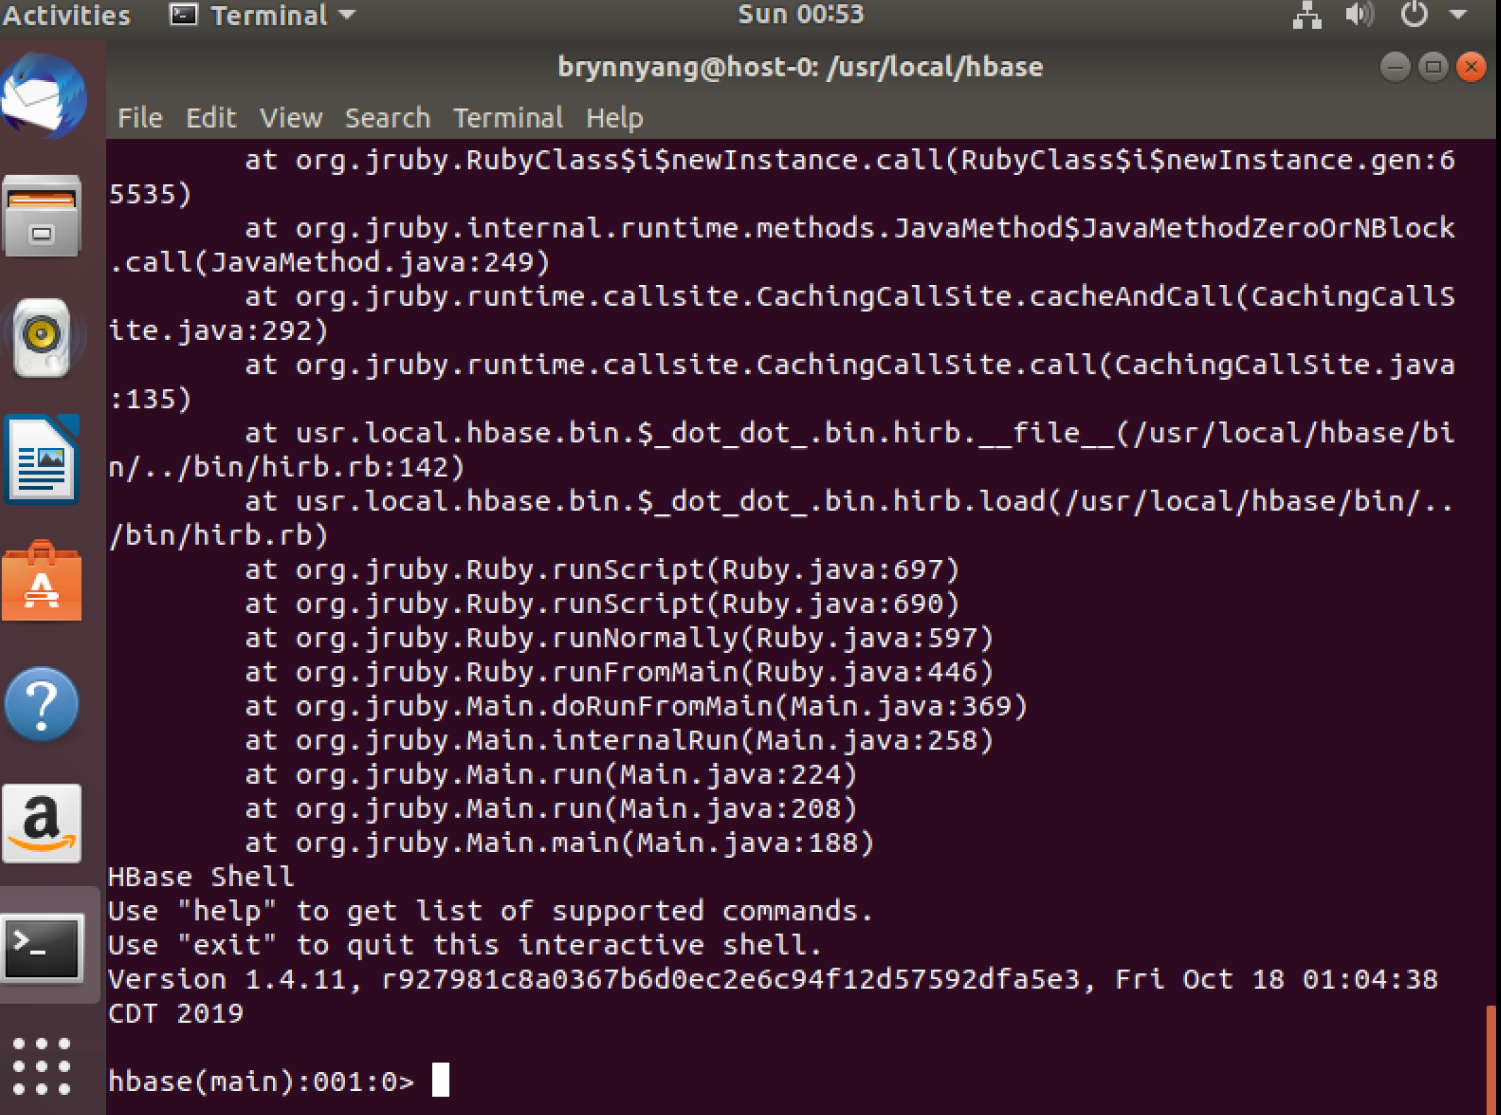 Activities Terminal Sun 00:53
brynnyang@host-0: /usr/local/hbase
File Edit View Search Terminal Help
at org.jruby.RubyClass$i$newInstance.call(RubyClass$i$newInstance.gen:6
5535)
at org.jruby.internal.runtime.methods.JavaMethod$JavaMethodZeroOrNBlock
.call(JavaMethod.java:249)
at org.jruby.runtime.callsite.CachingCallSite.cacheAndCall(CachingCallS
ite.java:292)
at org.jruby.runtime.callsite.CachingCallSite.call(CachingCallSite.java
:135)
at usr.local.hbase.bin.$_dot_dot_.bin.hirb.__file__(/usr/local/hbase/bi
n/../bin/hirb.rb:142)
at usr.local.hbase.bin.$_dot_dot_.bin.hirb.load(/usr/local/hbase/bin/..
/bin/hirb.rb)
at org.jruby.Ruby.runScript(Ruby.java:697)
at org.jruby.Ruby.runScript(Ruby.java:690)
at org.jruby.Ruby.runNormally(Ruby.java:597)
at org.jruby.Ruby.runFromMain(Ruby.java:446)
at org.jruby.Main.doRunFromMain(Main.java:369)
at org.jruby.Main.internalRun(Main.java:258)
at org.jruby.Main.run(Main.java:224)
at org.jruby.Main.run(Main.java:208)
at org.jruby.Main.main(Main.java:188)
HBase Shell
Use "help" to get list of supported commands.
Use "exit" to quit this interactive shell.
Version 1.4.11, r927981c8a0367b6d0ec2e6c94f12d57592dfa5e3, Fri Oct 18 01:04:38
CDT 2019
hbase(main):001:0>